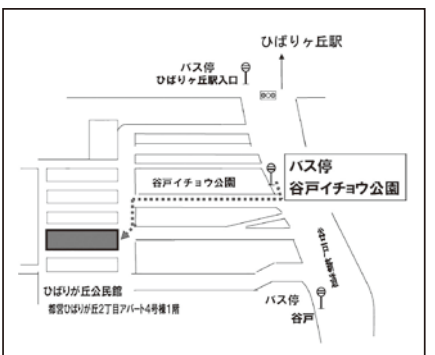 ひばりヶ丘駅
バス停
ひばりヶ丘駅入口
バス停
谷戸イチョウ公園
谷戸イチョウ公園
ひばりが丘公民館
都営ひばりが丘2丁目アパート4号棟1階
バス停
谷戸